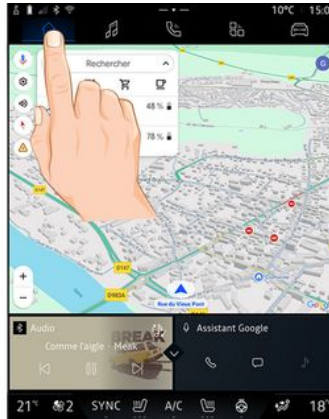 10°C 15:0
Rechercher
G
48 %
78 %
D147
D983A
Rue du Vieux Pont
Audio
Comme l'aigle - Meak
BREAK
Assistant Google
21° 2 SYNC A/C 18°